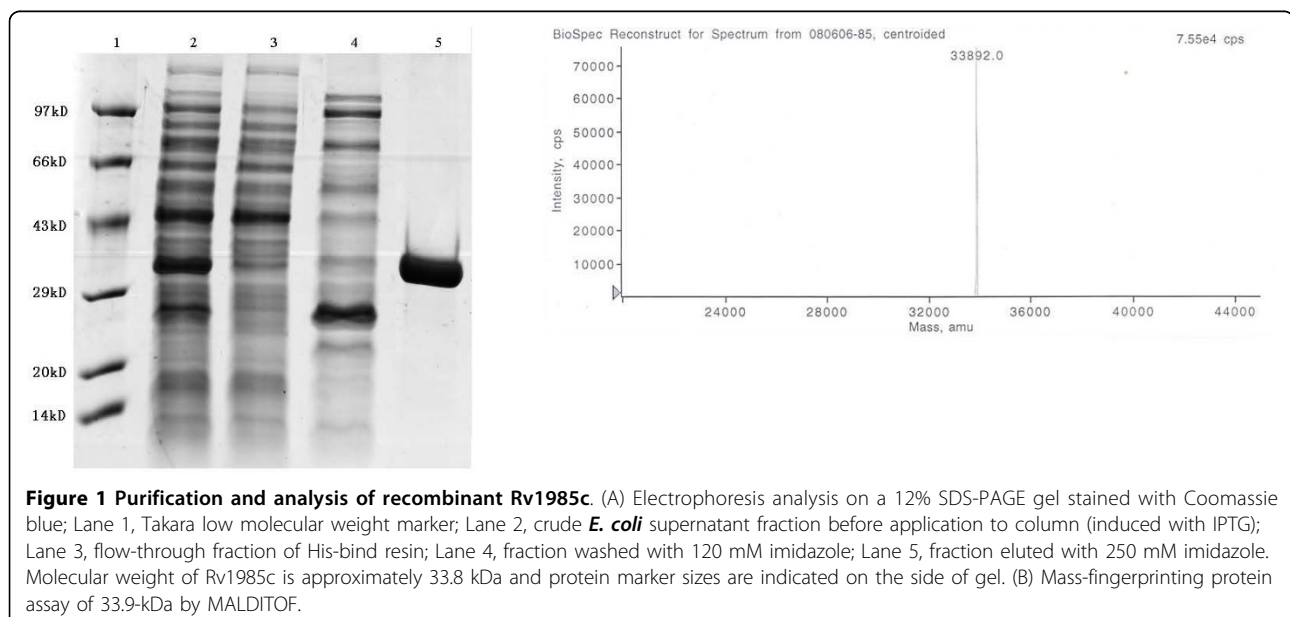 1 2 3 4 5
97kD
66kD
43kD
29kD
20kD
14kD
BioSpec Reconstruct for Spectrum from 080606-85, centroided
7.55e4 cps
33892.0
70000
60000
50000
40000
30000
20000
10000
Intensity, cps
24000 28000 32000 36000 40000 44000
Mass, amu
Figure 1 Purification and analysis of recombinant Rv1985c. (A) Electrophoresis analysis on a 12% SDS-PAGE gel stained with Coomassie
blue; Lane 1, Takara low molecular weight marker; Lane 2, crude E. coli supernatant fraction before application to column (induced with IPTG);
Lane 3, flow-through fraction of His-bind resin; Lane 4, fraction washed with 120 mM imidazole; Lane 5, fraction eluted with 250 mM imidazole.
Molecular weight of Rv1985c is approximately 33.8 kDa and protein marker sizes are indicated on the side of gel. (B) Mass-fingerprinting protein
assay of 33.9-kDa by MALDITOF.